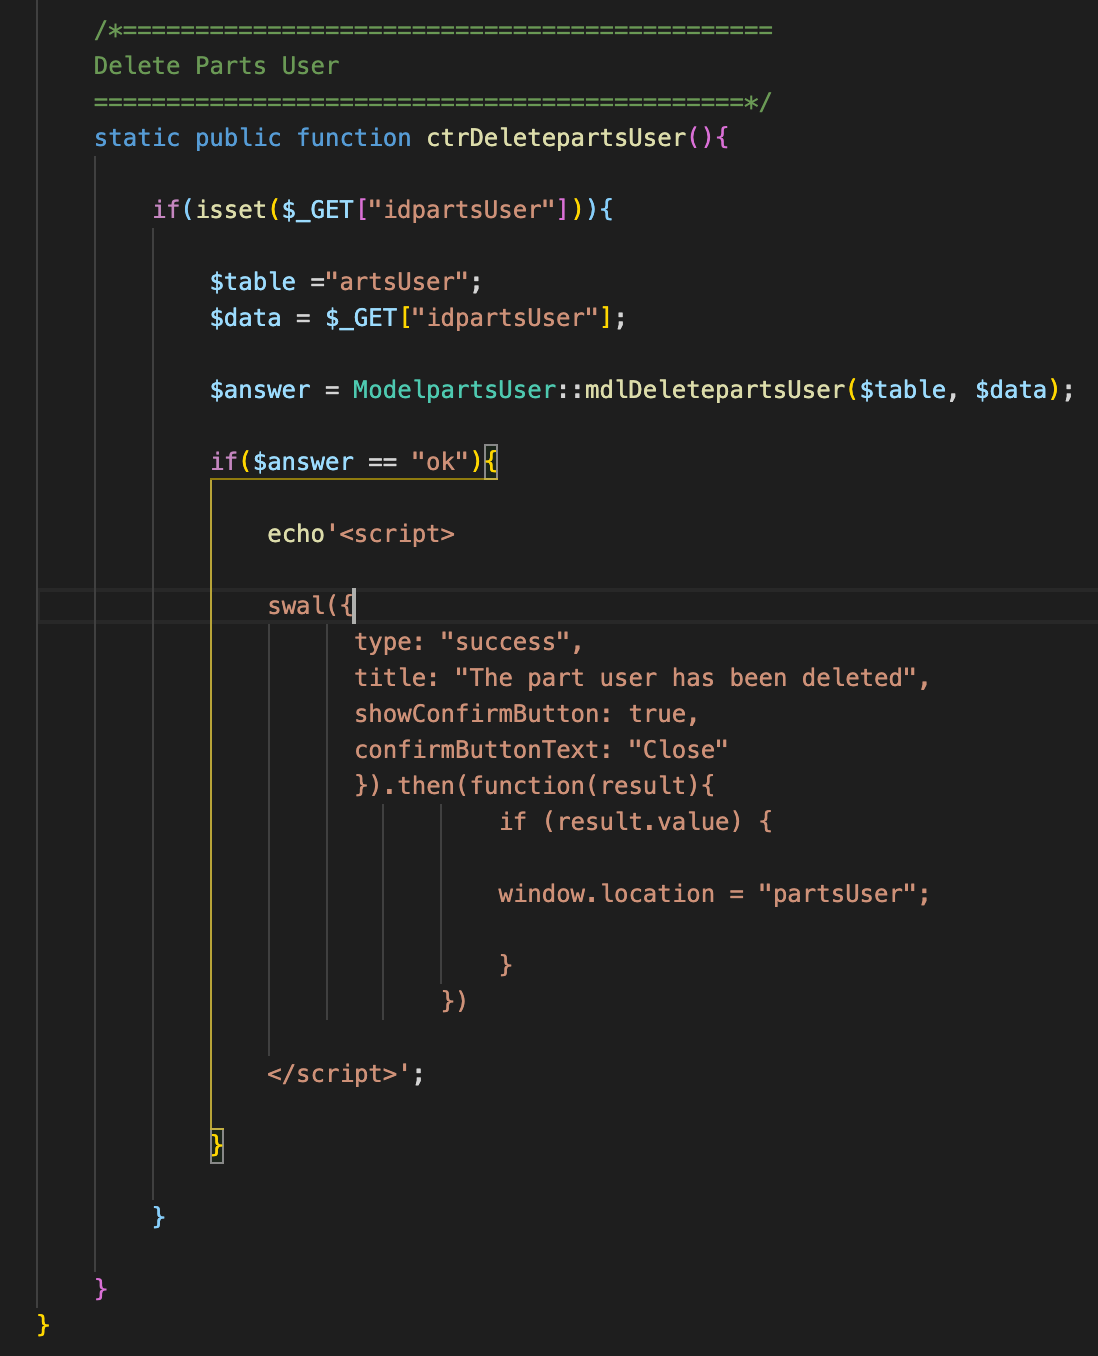 /*=============================================
Delete Parts User
=============================================*/
static public function ctrDeletepartsUser(){
if(isset($_GET["idpartsUser"])){
$table ="artsUser";
$data = $_GET["idpartsUser"];
$answer = ModelpartsUser::mdlDeletepartsUser($table, $data);
if($answer == "ok"){
echo'<script>
swal({
type: "success",
title: "The part user has been deleted",
showConfirmButton: true,
confirmButtonText: "Close"
}).then(function(result){
if (result.value) {
window.location = "partsUser";
}
})
</script>';
}
}
}
}